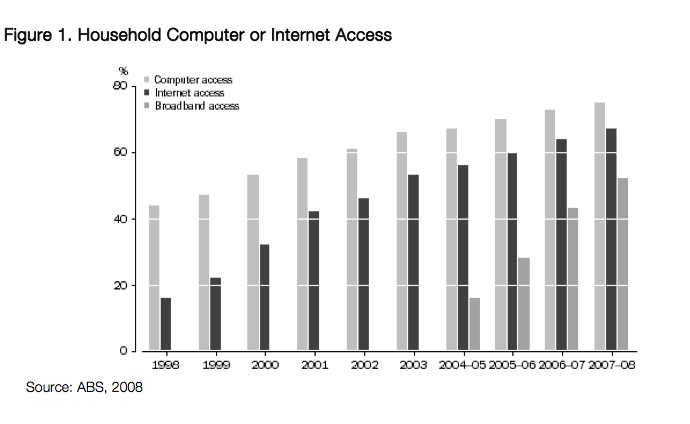 Figure 1. Household Computer or Internet Access
%
80
Computer access
Internet access
Broadband access
60
40
20
0
1998 1999 2000 2001 2002 2003 2004-05 2005-06 2006-07 2007-08
Source: ABS, 2008